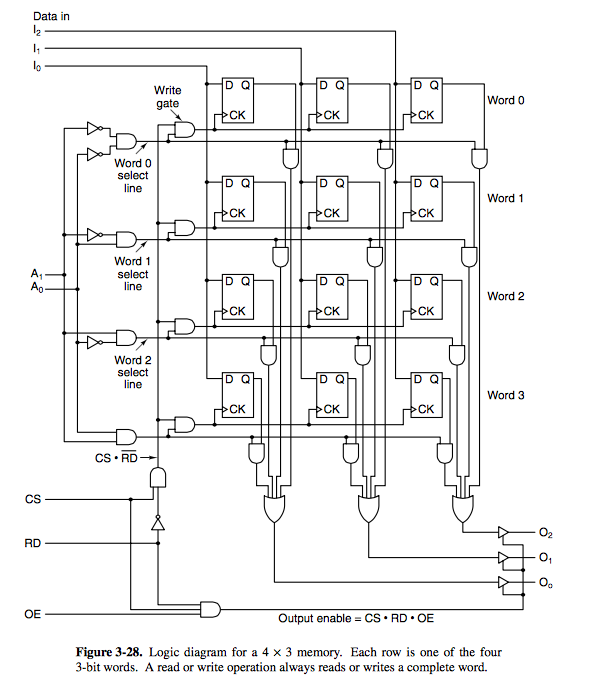 Data in
I₂
I₁
I₀
Write
gate
D Q
CK
D Q
CK
D Q
CK
Word 0
Word 0
select
line
D Q
CK
D Q
CK
D Q
CK
Word 1
Word 1
select
line
A₁
A₀
D Q
CK
D Q
CK
D Q
CK
Word 2
Word 2
select
line
D Q
CK
D Q
CK
D Q
CK
Word 3
CS • R̅D̅
CS
RD
OE
O₂
O₁
O₀
Output enable = CS • RD • OE
Figure 3-28. Logic diagram for a 4 × 3 memory. Each row is one of the four
3-bit words. A read or write operation always reads or writes a complete word.